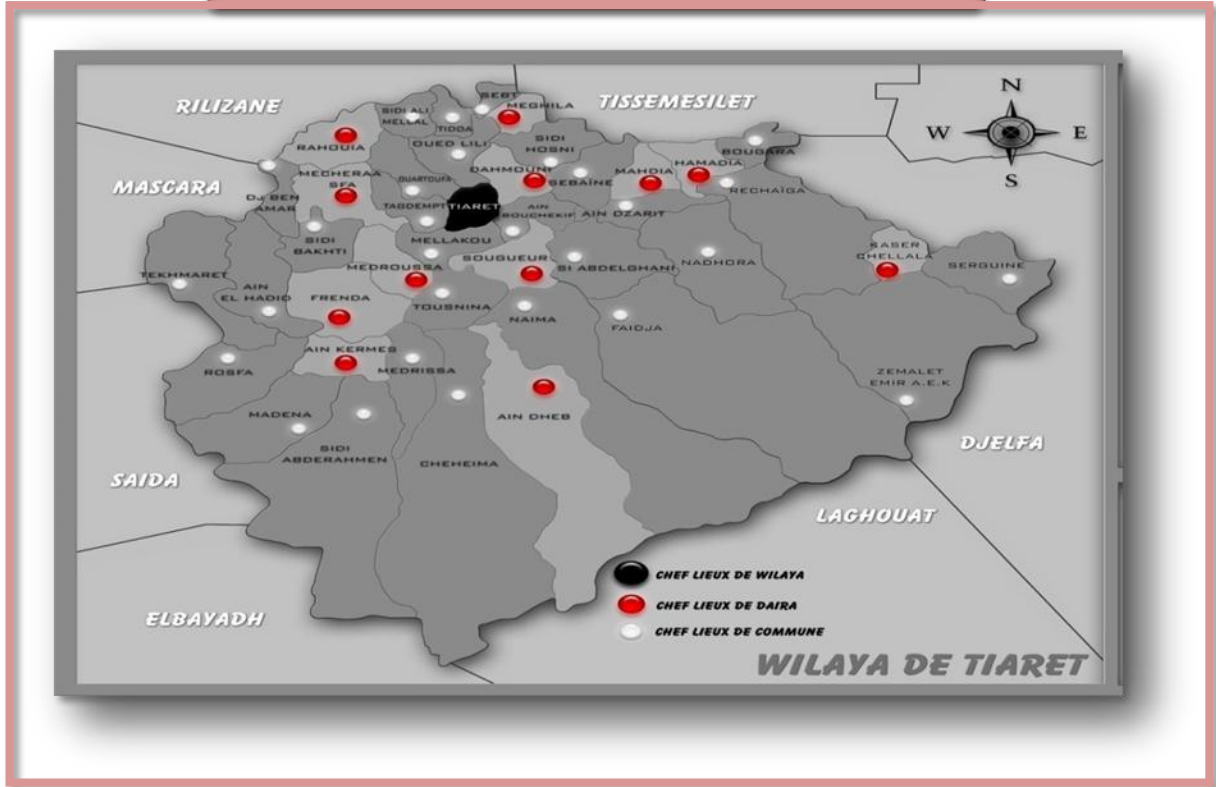 RILIZANE
TISSEMESILET
N
W
E
S
SEBT
MEGHILA
SIDI ALI
MELLAL
TIDDA
RAHOUIA
OUED LILI
SIDI
HOSNI
BOUGARA
MECHERAA
SFA
DAHMOUNI
SEBAÏNE
MAHDIA
HAMADIA
RECHAÏGA
MASCARA
DJ BEN
AMAR
GUARTOUFA
TAGDEMPT
TIARET
AIN
BOUCHEKIF
AIN DZARIT
SIDI
BAKHTI
MELLAKOU
MEDROUSSA
SOUGUEUR
SI ABDELGHANI
NADHORA
KASER
CHELLALA
SERGUINE
TEKHMARET
AIN
EL HADID
FRENDA
TOUSNINA
NAIMA
FAIDJA
AIN KERMES
ROSFA
MEDRISSA
ZEMALET
EMIR A.E.K
MADENA
AIN DHEB
SIDI
ABDERAHMEN
CHEHEIMA
DJELFA
SAIDA
LAGHOUAT
ELBAYADH
CHEF LIEUX DE WILAYA
CHEF LIEUX DE DAIRA
CHEF LIEUX DE COMMUNE
WILAYA DE TIARET